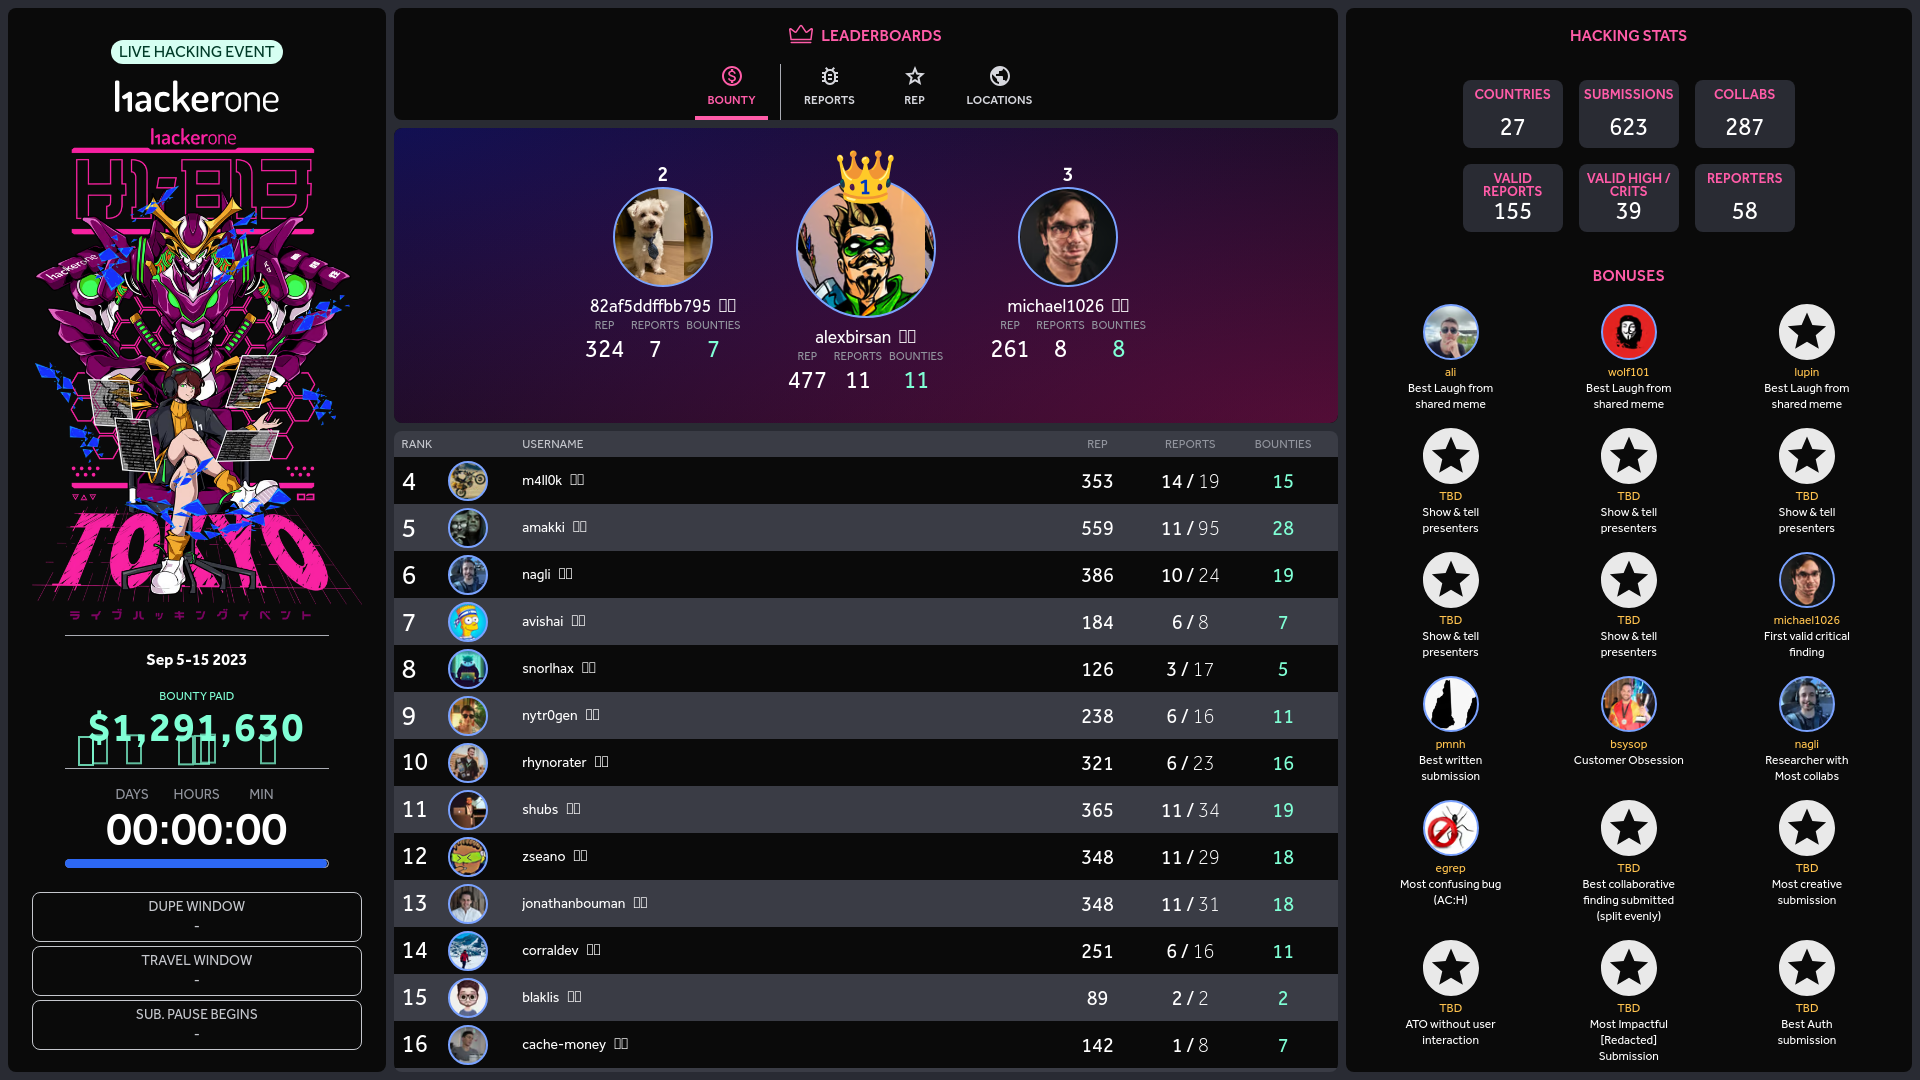 LIVE HACKING EVENT
hackerone
hackerone
H1-813
hackerone
TOKYO
ライブハッキングイベント
Sep 5-15 2023
BOUNTY PAID
$1,291,630
DAYS HOURS MIN
00:00:00
DUPE WINDOW
-
TRAVEL WINDOW
-
SUB. PAUSE BEGINS
-
LEADERBOARDS
BOUNTY REPORTS REP LOCATIONS
2
82af5ddffbb795
REP REPORTS BOUNTIES
324 7 7
1
alexbirsan
REP REPORTS BOUNTIES
477 11 11
3
michael1026
REP REPORTS BOUNTIES
261 8 8
RANK USERNAME REP REPORTS BOUNTIES
4 m4ll0k 353 14 / 19 15
5 amakki 559 11 / 95 28
6 nagli 386 10 / 24 19
7 avishai 184 6 / 8 7
8 snorlhax 126 3 / 17 5
9 nytr0gen 238 6 / 16 11
10 rhynorater 321 6 / 23 16
11 shubs 365 11 / 34 19
12 zseano 348 11 / 29 18
13 jonathanbouman 348 11 / 31 18
14 corraldev 251 6 / 16 11
15 blaklis 89 2 / 2 2
16 cache-money 142 1 / 8 7
HACKING STATS
COUNTRIES
27
SUBMISSIONS
623
COLLABS
287
VALID
REPORTS
155
VALID HIGH /
CRITS
39
REPORTERS
58
BONUSES
ali
Best Laugh from
shared meme
wolf101
Best Laugh from
shared meme
lupin
Best Laugh from
shared meme
TBD
Show & tell
presenters
TBD
Show & tell
presenters
TBD
Show & tell
presenters
TBD
Show & tell
presenters
TBD
Show & tell
presenters
michael1026
First valid critical
finding
pmnh
Best written
submission
bsysop
Customer Obsession
nagli
Researcher with
Most collabs
egrep
Most confusing bug
(AC:H)
TBD
Best collaborative
finding submitted
(split evenly)
TBD
Most creative
submission
TBD
ATO without user
interaction
TBD
Most Impactful
[Redacted]
Submission
TBD
Best Auth
submission